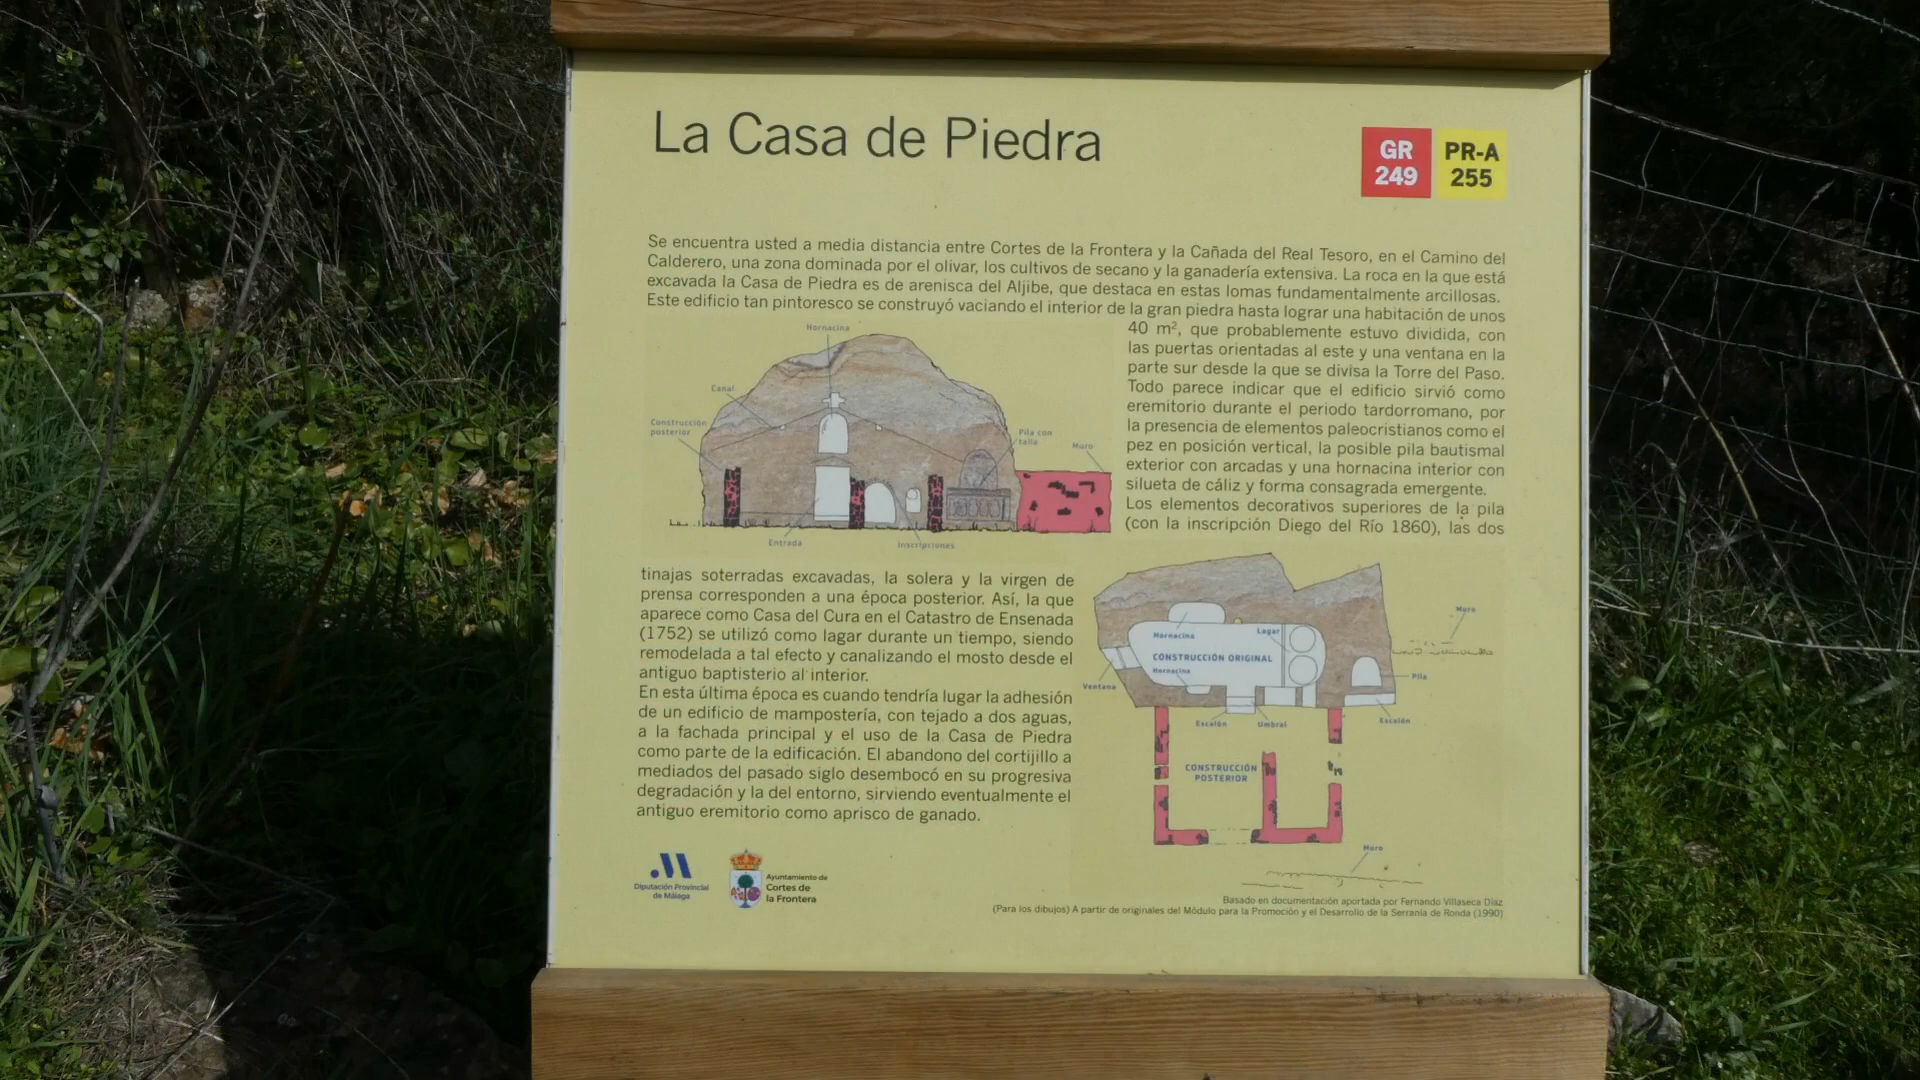 La Casa de Piedra
GR
249
PR-A
255
Se encuentra usted a media distancia entre Cortes de la Frontera y la Cañada del Real Tesoro, en el Camino del
Calderero, una zona dominada por el olivar, los cultivos de secano y la ganadería extensiva. La roca en la que está
excavada la Casa de Piedra es de arenisca del Aljibe, que destaca en estas lomas fundamentalmente arcillosas.
Este edificio tan pintoresco se construyó vaciando el interior de la gran piedra hasta lograr una habitación de unos
40 m², que probablemente estuvo dividida, con
las puertas orientadas al este y una ventana en la
parte sur desde la que se divisa la Torre del Paso.
Todo parece indicar que el edificio sirvió como
eremitorio durante el periodo tardorromano, por
la presencia de elementos paleocristianos como el
pez en posición vertical, la posible pila bautismal
exterior con arcadas y una hornacina interior con
silueta de cáliz y forma consagrada emergente.
Los elementos decorativos superiores de la pila
(con la inscripción Diego del Río 1860), las dos
Hornacina
Canal
Construcción
posterior
Pila con
talla
Muro
Entrada
Inscripciones
tinajas soterradas excavadas, la solera y la virgen de
prensa corresponden a una época posterior. Así, la que
aparece como Casa del Cura en el Catastro de Ensenada
(1752) se utilizó como lagar durante un tiempo, siendo
remodelada a tal efecto y canalizando el mosto desde el
antiguo baptisterio al interior.
En esta última época es cuando tendría lugar la adhesión
de un edificio de mampostería, con tejado a dos aguas,
a la fachada principal y el uso de la Casa de Piedra
como parte de la edificación. El abandono del cortijillo a
mediados del pasado siglo desembocó en su progresiva
degradación y la del entorno, sirviendo eventualmente el
antiguo eremitorio como aprisco de ganado.
Muro
Hornacina
Lagar
CONSTRUCCIÓN ORIGINAL
Hornacina
Ventana
Pila
Escalón
Umbral
Escalón
CONSTRUCCIÓN
POSTERIOR
Muro
Diputación Provincial
de Málaga
Ayuntamiento de
Cortes de
la Frontera
Basado en documentación aportada por Fernando Villaseca Díaz
(Para los dibujos) A partir de originales del Módulo para la Promoción y el Desarrollo de la Serranía de Ronda (1990)